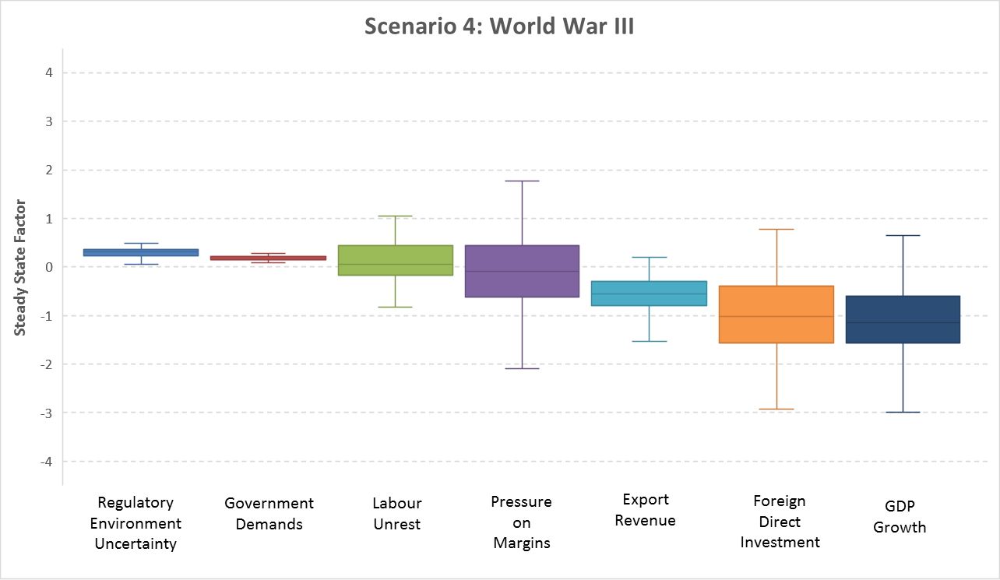 Scenario 4: World War III
Steady State Factor
4
3
2
1
0
-1
-2
-3
-4
Regulatory
Environment
Uncertainty
Government
Demands
Labour
Unrest
Pressure
on
Margins
Export
Revenue
Foreign
Direct
Investment
GDP
Growth